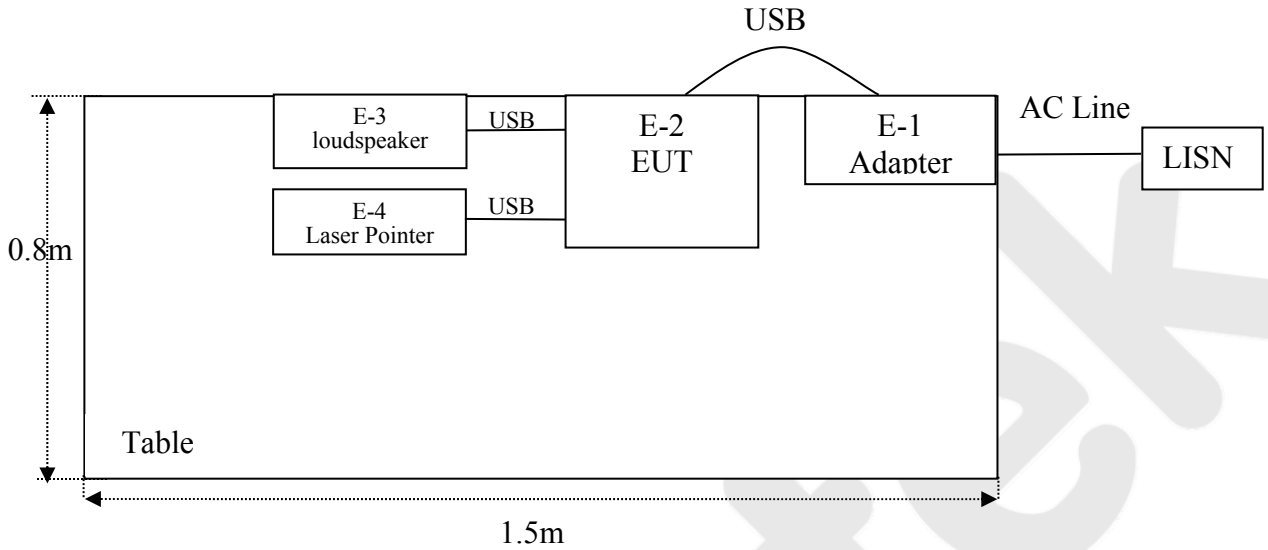 USB
E-3
loudspeaker
USB
E-2
EUT
E-1
Adapter
AC Line
LISN
E-4
Laser Pointer
USB
0.8m
Table
1.5m